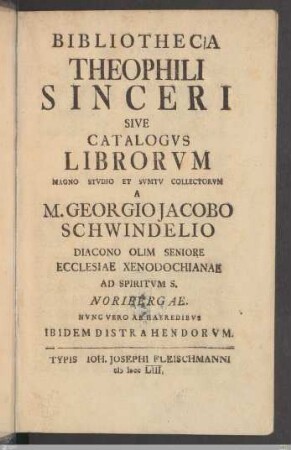 BIBLIOTHECA
THEOPHILI
SINCERI
SIVE
CATALOGVS
LIBRORVM
MAGNO STVDIO ET SVMTV COLLECTORVM
A
M. GEORGIO JACOBO
SCHWINDELIO
DIACONO OLIM SENIORE
ECCLESIAE XENODOCHIANAE
AD SPIRITVM S.
NORIBERGAE.
NVNC VERO AB HAEREDIBVS
IBIDEM DISTRAHENDORVM.
TYPIS IOH. JOSEPHI FLEISCHMANNI
cIɔ Iɔcc LIII.